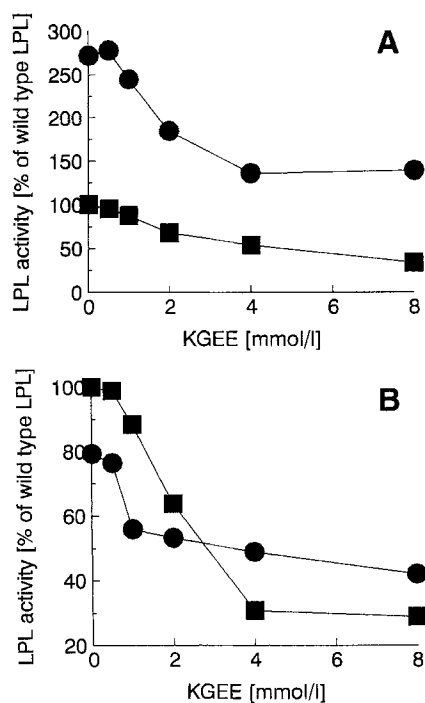 A
LPL activity [% of wild type LPL]
300
250
200
150
100
50
0
0 2 4 6 8
KGEE [mmol/l]
B
LPL activity [% of wild type LPL]
100
80
60
40
20
0 2 4 6 8
KGEE [mmol/l]